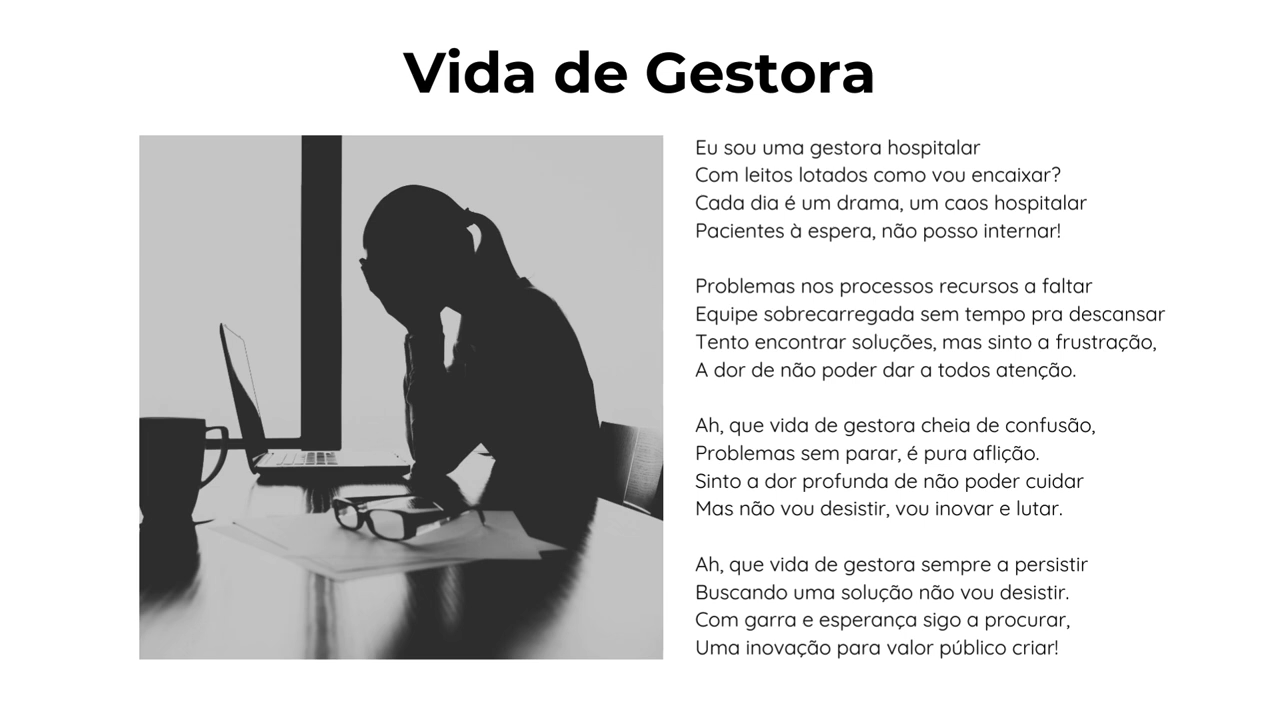 Vida de Gestora
Eu sou uma gestora hospitalar
Com leitos lotados como vou encaixar?
Cada dia é um drama, um caos hospitalar
Pacientes à espera, não posso internar!
Problemas nos processos recursos a faltar
Equipe sobrecarregada sem tempo pra descansar
Tento encontrar soluções, mas sinto a frustração,
A dor de não poder dar a todos atenção.
Ah, que vida de gestora cheia de confusão,
Problemas sem parar, é pura aflição.
Sinto a dor profunda de não poder cuidar
Mas não vou desistir, vou inovar e lutar.
Ah, que vida de gestora sempre a persistir
Buscando uma solução não vou desistir.
Com garra e esperança sigo a procurar,
Uma inovação para valor público criar!